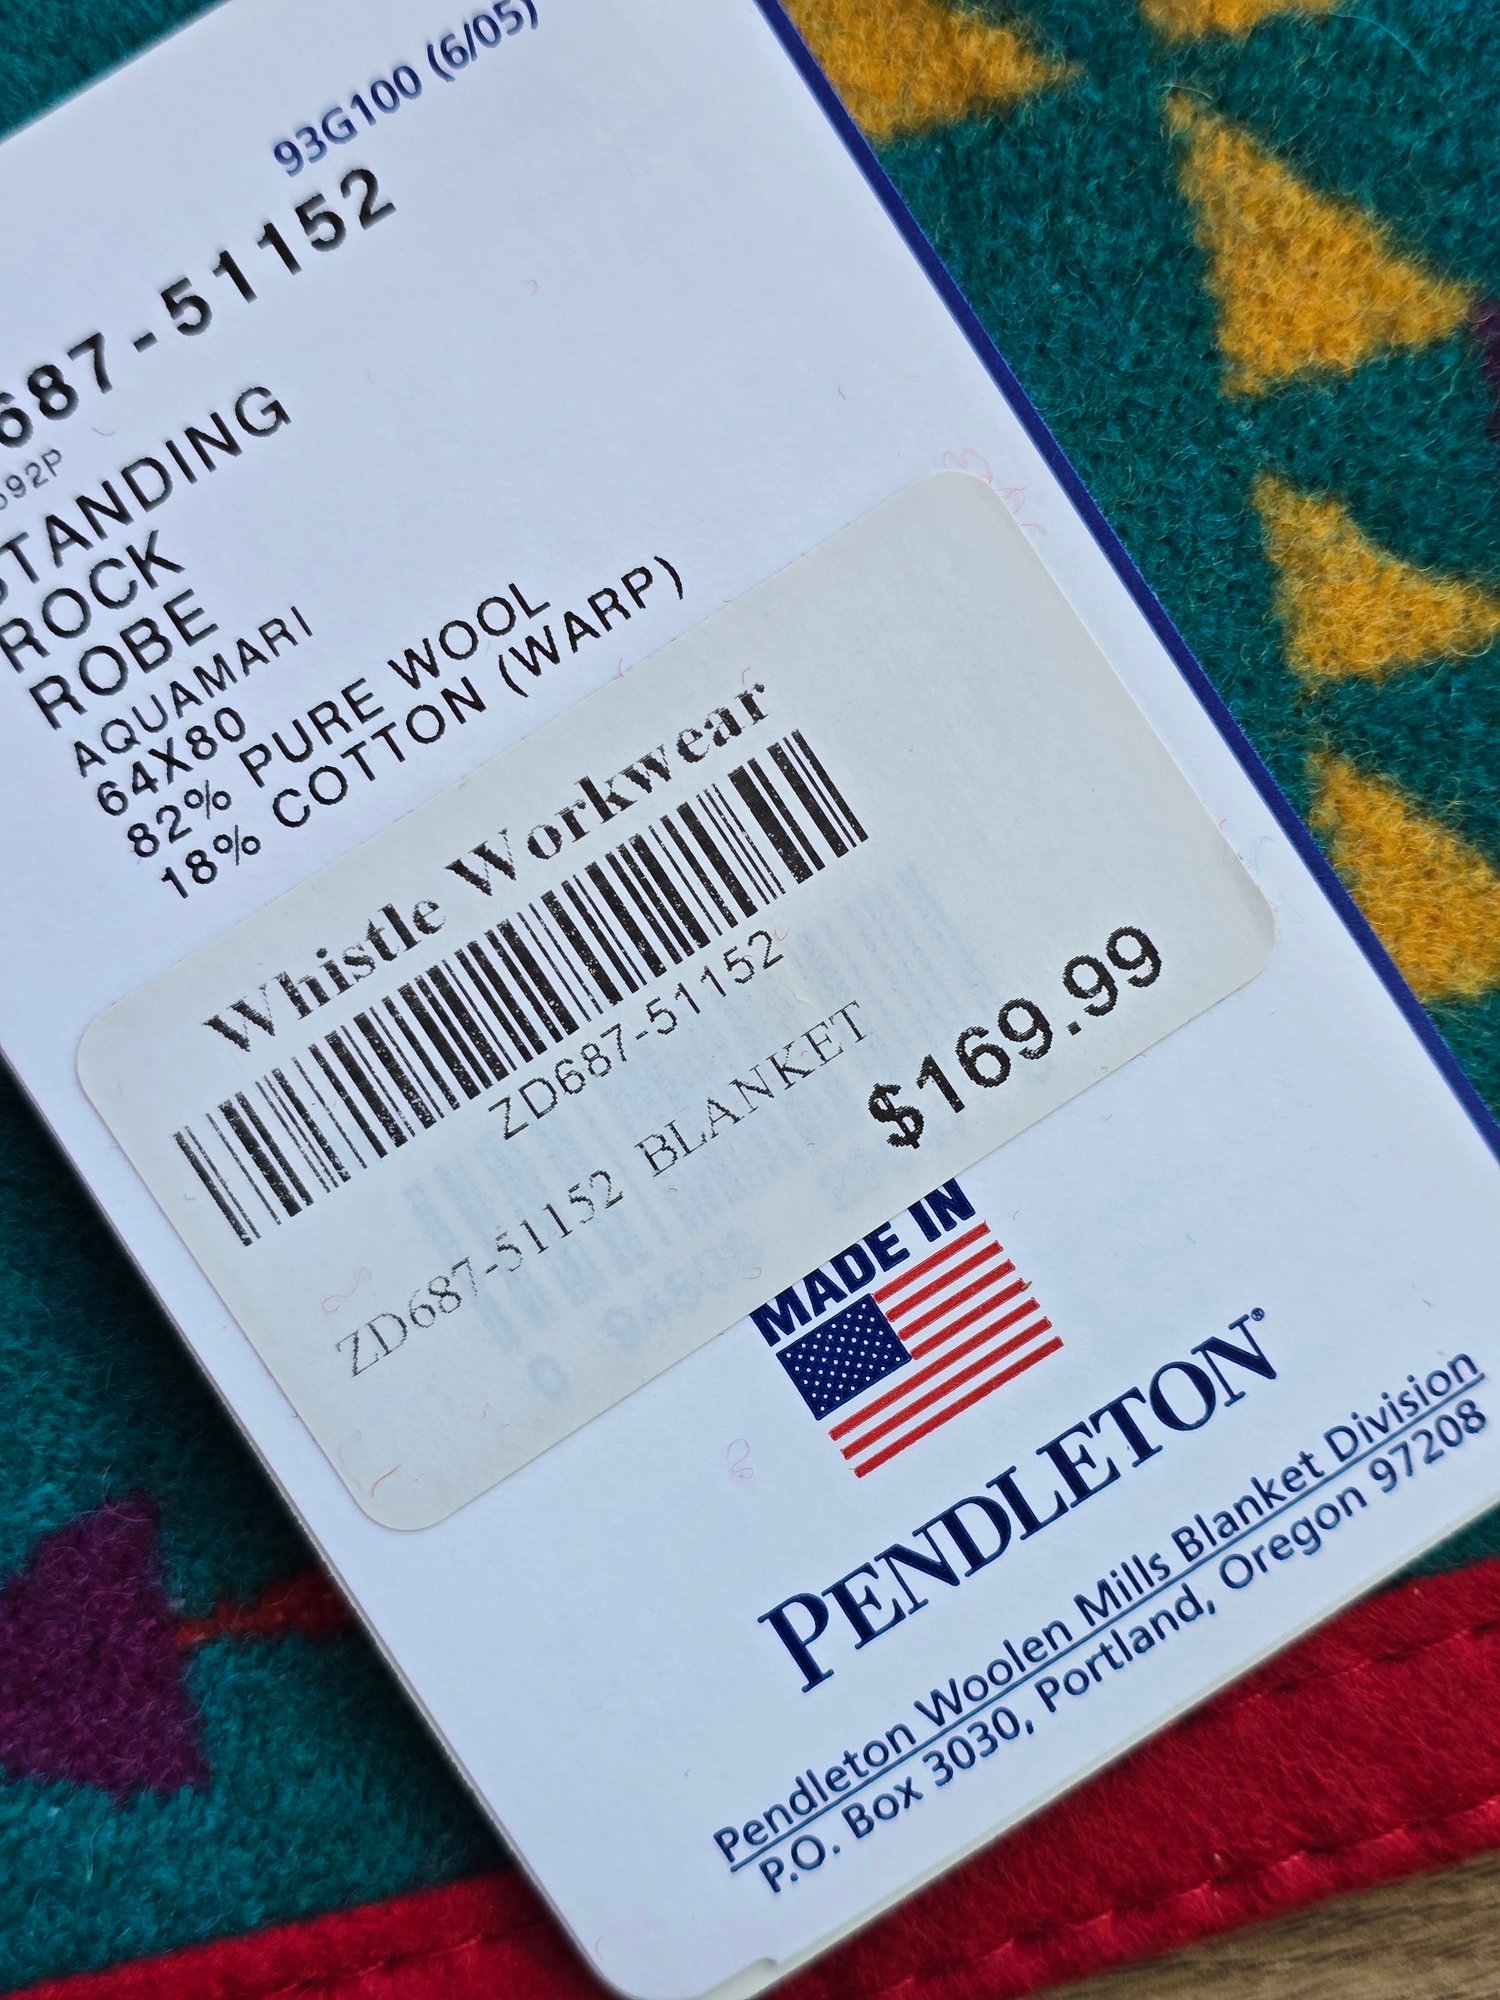 93G100 (6/05)
687-51152
592P
STANDING
ROCK
ROBE
AQUAMARI
64X80
82% PURE WOOL
18% COTTON (WARP)
Whistle Workwear
ZD687-51152
ZD687-51152 BLANKET
$169.99
MADE IN
PENDLETON®
Pendleton Woolen Mills Blanket Division
P.O. Box 3030, Portland, Oregon 97208